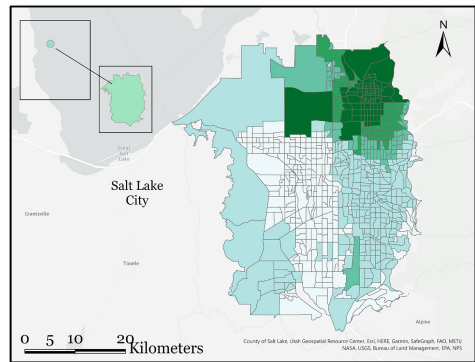 N
Great
Salt
Lake
Salt Lake
City
Grantsville
Tooele
Alpine
0 5 10 20
Kilometers
County of Salt Lake, Utah Geospatial Resource Center, Esri, HERE, Garmin, SafeGraph, FAO, METI/
NASA, USGS, Bureau of Land Management, EPA, NPS